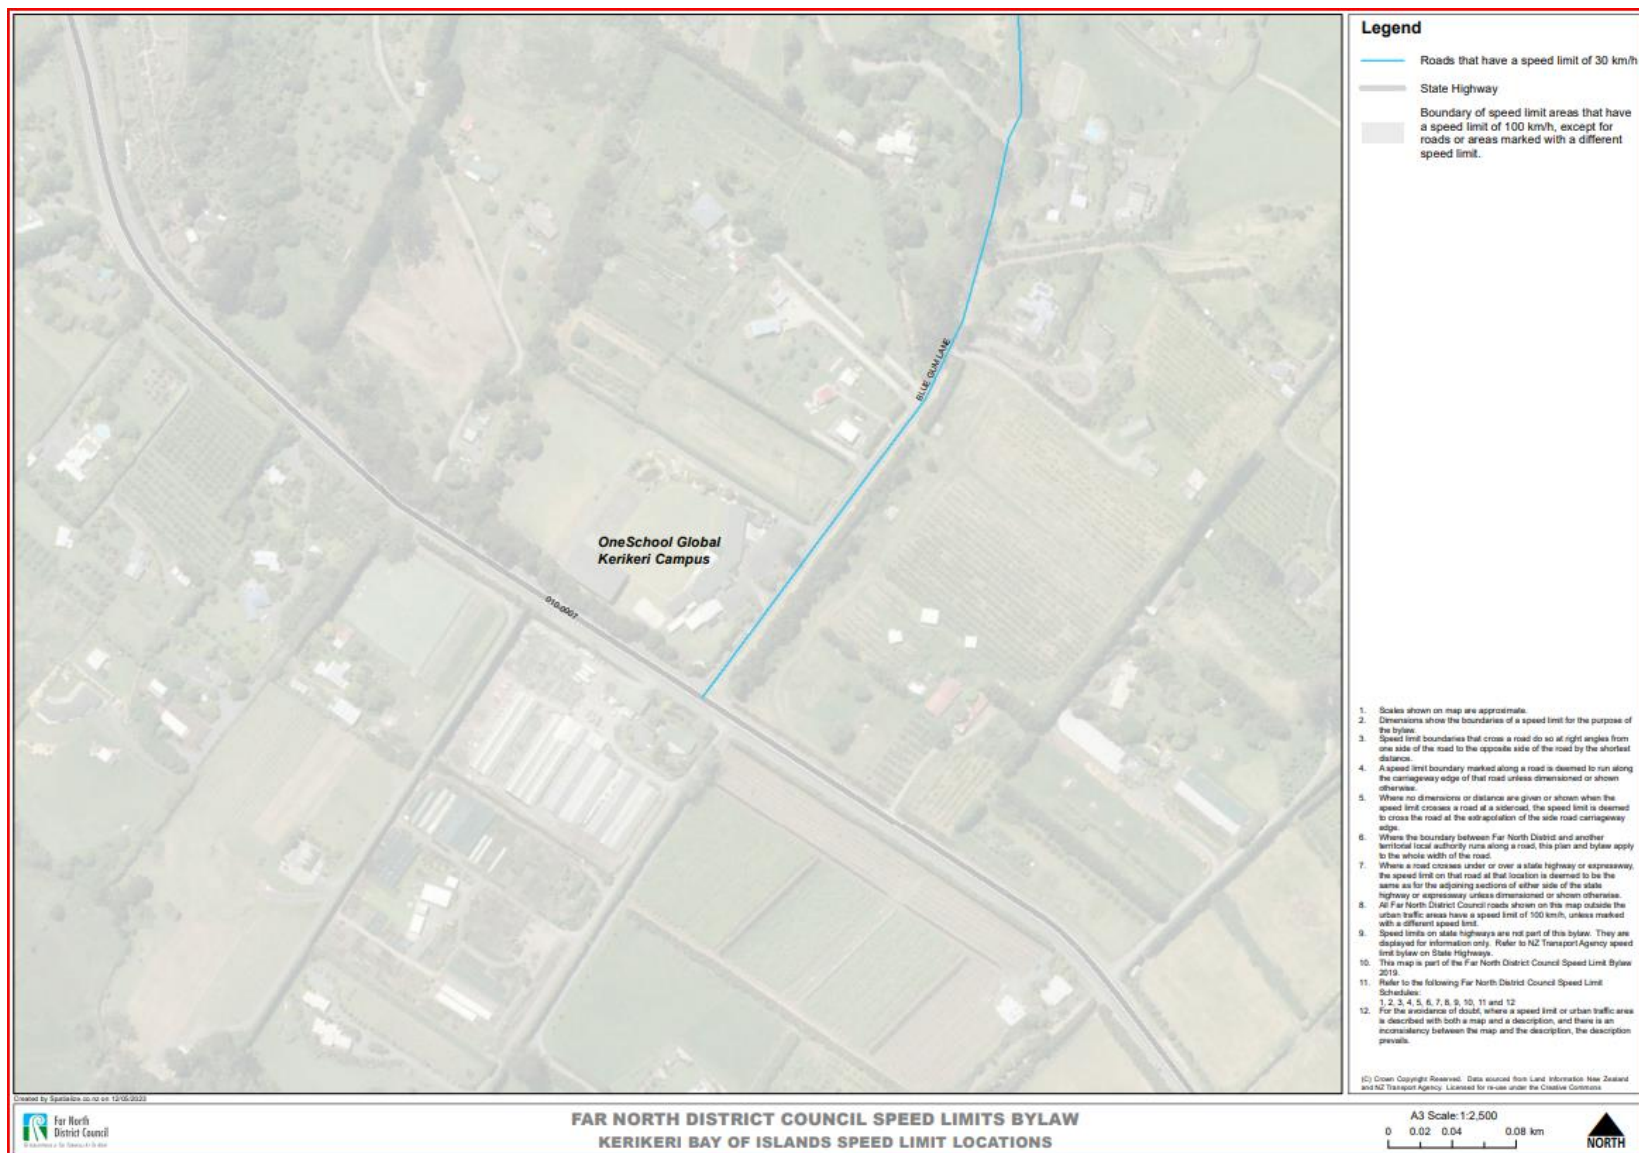 Legend
Roads that have a speed limit of 30 km/h
State Highway
Boundary of speed limit areas that have
a speed limit of 100 km/h, except for
roads or areas marked with a different
speed limit.
BLUE GUM LANE
OneSchool Global
Kerikeri Campus
010-0007
1. Scales shown on map are approximate.
2. Dimensions show the boundaries of a speed limit for the purpose of
the bylaw.
3. Speed limit boundaries that cross a road do so at right angles from
one side of the road to the opposite side of the road by the shortest
distance.
4. A speed limit boundary marked along a road is deemed to run along
the carriageway edge of that road unless dimensioned or shown
otherwise.
5. Where no dimensions or distance are given or shown when the
speed limit crosses a road at a sideroad, the speed limit is deemed
to cross the road at the extrapolation of the side road carriageway
edge.
6. Where the boundary between Far North District and another
territorial local authority runs along a road, this plan and bylaw apply
to the whole width of the road.
7. Where a road crosses under or over a state highway or expressway,
the speed limit on that road at that location is deemed to be the
same as for the adjoining sections of either side of the state
highway or expressway unless dimensioned or shown otherwise.
8. All Far North District Council roads shown on this map outside the
urban traffic areas have a speed limit of 100 km/h, unless marked
with a different speed limit.
9. Speed limits on state highways are not part of this bylaw. They are
displayed for information only. Refer to NZ Transport Agency speed
limit bylaw on State Highways.
10. This map is part of the Far North District Council Speed Limit Bylaw
2019.
11. Refer to the following Far North District Council Speed Limit
Schedules:
1, 2, 3, 4, 5, 6, 7, 8, 9, 10, 11 and 12
12. For the avoidance of doubt, where a speed limit or urban traffic area
is described with both a map and a description, and there is an
inconsistency between the map and the description, the description
prevails.
(C) Crown Copyright Reserved. Data sourced from Land Information New Zealand
and NZ Transport Agency. Licensed for re-use under the Creative Commons
Created by Spatialize.co.nz on 12/05/2023
Far North
District Council
FAR NORTH DISTRICT COUNCIL SPEED LIMITS BYLAW
KERIKERI BAY OF ISLANDS SPEED LIMIT LOCATIONS
A3 Scale: 1:2,500
0 0.02 0.04 0.08 km
NORTH